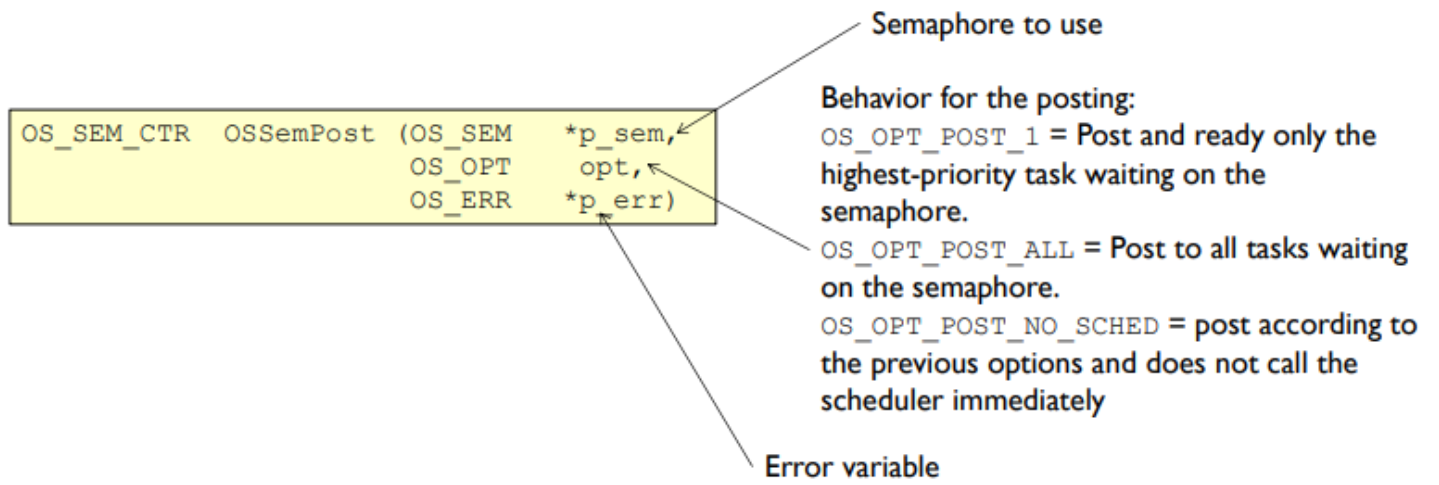 Semaphore to use
OS_SEM_CTR OSSemPost (OS_SEM *p_sem,
OS_OPT opt,
OS_ERR *p_err)
Behavior for the posting:
OS_OPT_POST_1 = Post and ready only the
highest-priority task waiting on the
semaphore.
OS_OPT_POST_ALL = Post to all tasks waiting
on the semaphore.
OS_OPT_POST_NO_SCHED = post according to
the previous options and does not call the
scheduler immediately
Error variable